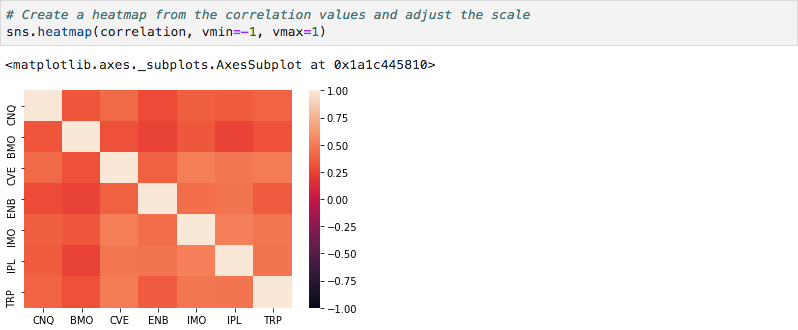 # Create a heatmap from the correlation values and adjust the scale
sns.heatmap(correlation, vmin=-1, vmax=1)
<matplotlib.axes._subplots.AxesSubplot at 0x1a1c445810>
CNQ
BMO
CVE
ENB
IMO
IPL
TRP
CNQ BMO CVE ENB IMO IPL TRP
1.00
0.75
0.50
0.25
0.00
−0.25
−0.50
−0.75
−1.00